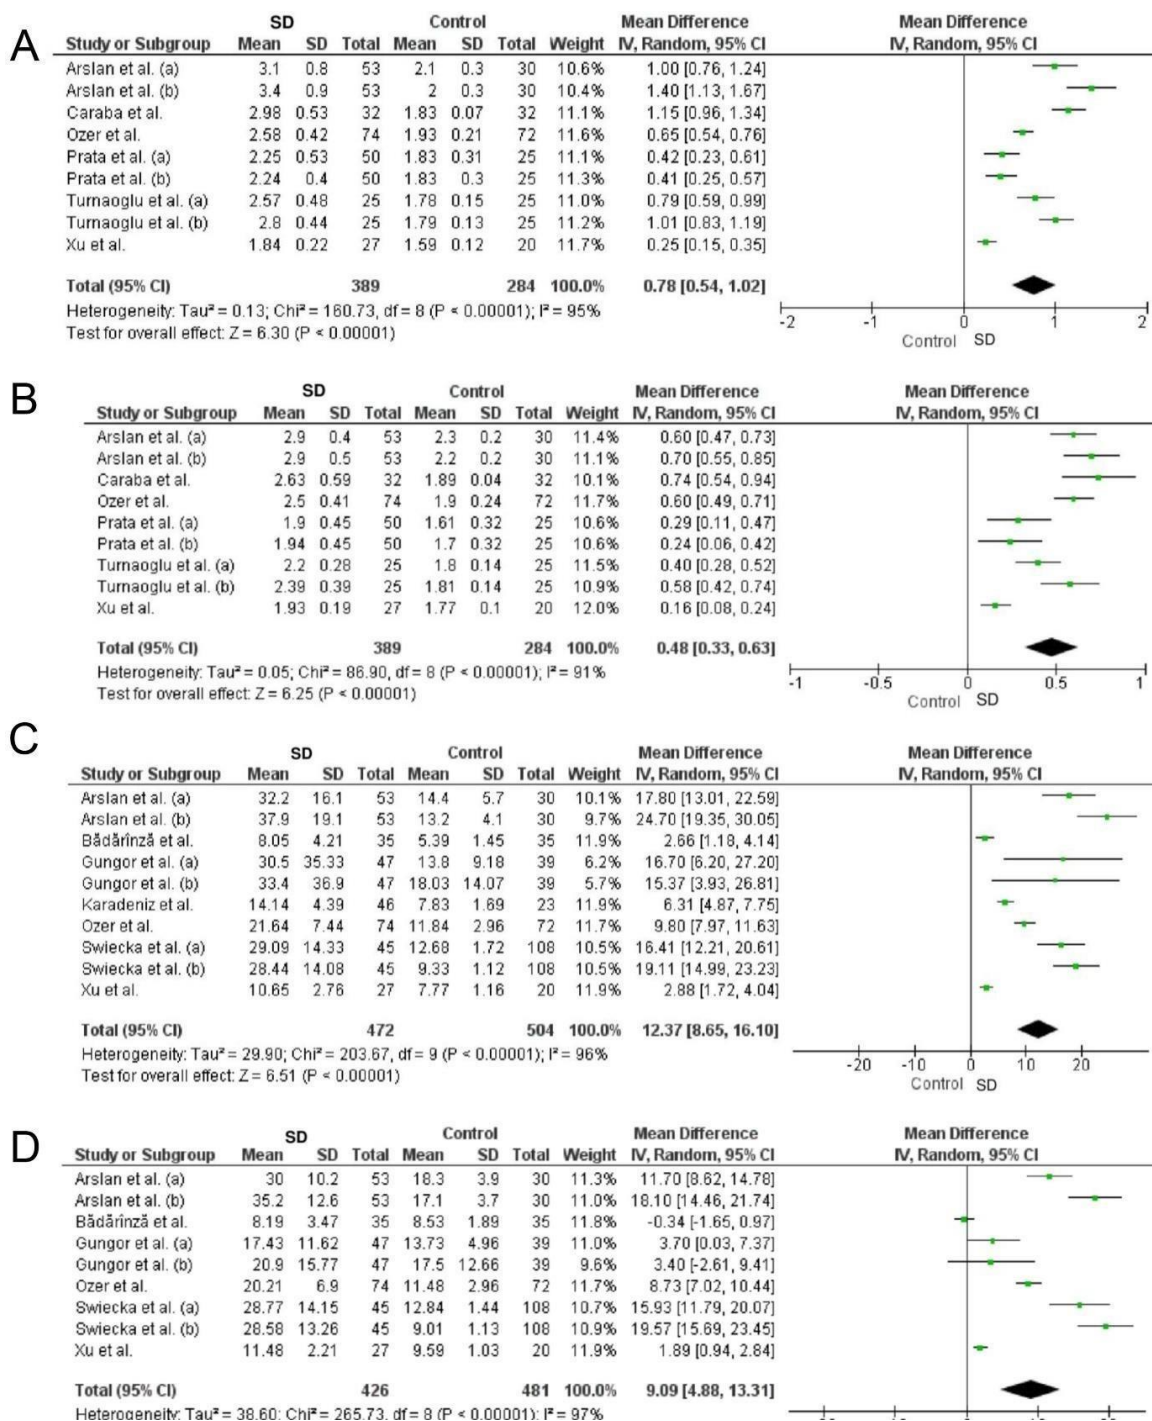 A
SD Control Mean Difference Mean Difference
Study or Subgroup Mean SD Total Mean SD Total Weight IV, Random, 95% CI IV, Random, 95% CI
Arslan et al. (a) 3.1 0.8 53 2.1 0.3 30 10.6% 1.00 [0.76, 1.24]
Arslan et al. (b) 3.4 0.9 53 2 0.3 30 10.4% 1.40 [1.13, 1.67]
Caraba et al. 2.98 0.53 32 1.83 0.07 32 11.1% 1.15 [0.96, 1.34]
Ozer et al. 2.58 0.42 74 1.93 0.21 72 11.6% 0.65 [0.54, 0.76]
Prata et al. (a) 2.25 0.53 50 1.83 0.31 25 11.1% 0.42 [0.23, 0.61]
Prata et al. (b) 2.24 0.4 50 1.83 0.3 25 11.3% 0.41 [0.25, 0.57]
Turnaoglu et al. (a) 2.57 0.48 25 1.78 0.15 25 11.0% 0.79 [0.59, 0.99]
Turnaoglu et al. (b) 2.8 0.44 25 1.79 0.13 25 11.2% 1.01 [0.83, 1.19]
Xu et al. 1.84 0.22 27 1.59 0.12 20 11.7% 0.25 [0.15, 0.35]
Total (95% CI) 389 284 100.0% 0.78 [0.54, 1.02]
Heterogeneity: Tau² = 0.13; Chi² = 160.73, df = 8 (P < 0.00001); I² = 95%
Test for overall effect: Z = 6.30 (P < 0.00001)
-2 -1 0 1 2
Control SD
B
SD Control Mean Difference Mean Difference
Study or Subgroup Mean SD Total Mean SD Total Weight IV, Random, 95% CI IV, Random, 95% CI
Arslan et al. (a) 2.9 0.4 53 2.3 0.2 30 11.4% 0.60 [0.47, 0.73]
Arslan et al. (b) 2.9 0.5 53 2.2 0.2 30 11.1% 0.70 [0.55, 0.85]
Caraba et al. 2.63 0.59 32 1.89 0.04 32 10.1% 0.74 [0.54, 0.94]
Ozer et al. 2.5 0.41 74 1.9 0.24 72 11.7% 0.60 [0.49, 0.71]
Prata et al. (a) 1.9 0.45 50 1.61 0.32 25 10.6% 0.29 [0.11, 0.47]
Prata et al. (b) 1.94 0.45 50 1.7 0.32 25 10.6% 0.24 [0.06, 0.42]
Turnaoglu et al. (a) 2.2 0.28 25 1.8 0.14 25 11.5% 0.40 [0.28, 0.52]
Turnaoglu et al. (b) 2.39 0.39 25 1.81 0.14 25 10.9% 0.58 [0.42, 0.74]
Xu et al. 1.93 0.19 27 1.77 0.1 20 12.0% 0.16 [0.08, 0.24]
Total (95% CI) 389 284 100.0% 0.48 [0.33, 0.63]
Heterogeneity: Tau² = 0.05; Chi² = 86.90, df = 8 (P < 0.00001); I² = 91%
Test for overall effect: Z = 6.25 (P < 0.00001)
-1 -0.5 0 0.5 1
Control SD
C
SD Control Mean Difference Mean Difference
Study or Subgroup Mean SD Total Mean SD Total Weight IV, Random, 95% CI IV, Random, 95% CI
Arslan et al. (a) 32.2 16.1 53 14.4 5.7 30 10.1% 17.80 [13.01, 22.59]
Arslan et al. (b) 37.9 19.1 53 13.2 4.1 30 9.7% 24.70 [19.35, 30.05]
Bădărînză et al. 8.05 4.21 35 5.39 1.45 35 11.9% 2.66 [1.18, 4.14]
Gungor et al. (a) 30.5 35.33 47 13.8 9.18 39 6.2% 16.70 [6.20, 27.20]
Gungor et al. (b) 33.4 36.9 47 18.03 14.07 39 5.7% 15.37 [3.93, 26.81]
Karadeniz et al. 14.14 4.39 46 7.83 1.69 23 11.9% 6.31 [4.87, 7.75]
Ozer et al. 21.64 7.44 74 11.84 2.96 72 11.7% 9.80 [7.97, 11.63]
Swiecka et al. (a) 29.09 14.33 45 12.68 1.72 108 10.5% 16.41 [12.21, 20.61]
Swiecka et al. (b) 28.44 14.08 45 9.33 1.12 108 10.5% 19.11 [14.99, 23.23]
Xu et al. 10.65 2.76 27 7.77 1.16 20 11.9% 2.88 [1.72, 4.04]
Total (95% CI) 472 504 100.0% 12.37 [8.65, 16.10]
Heterogeneity: Tau² = 29.90; Chi² = 203.67, df = 9 (P < 0.00001); I² = 96%
Test for overall effect: Z = 6.51 (P < 0.00001)
-20 -10 0 10 20
Control SD
D
SD Control Mean Difference Mean Difference
Study or Subgroup Mean SD Total Mean SD Total Weight IV, Random, 95% CI IV, Random, 95% CI
Arslan et al. (a) 30 10.2 53 18.3 3.9 30 11.3% 11.70 [8.62, 14.78]
Arslan et al. (b) 35.2 12.6 53 17.1 3.7 30 11.0% 18.10 [14.46, 21.74]
Bădărînză et al. 8.19 3.47 35 8.53 1.89 35 11.8% -0.34 [-1.65, 0.97]
Gungor et al. (a) 17.43 11.62 47 13.73 4.96 39 11.0% 3.70 [0.03, 7.37]
Gungor et al. (b) 20.9 15.77 47 17.5 12.66 39 9.6% 3.40 [-2.61, 9.41]
Ozer et al. 20.21 6.9 74 11.48 2.96 72 11.7% 8.73 [7.02, 10.44]
Swiecka et al. (a) 28.77 14.15 45 12.84 1.44 108 10.7% 15.93 [11.79, 20.07]
Swiecka et al. (b) 28.58 13.26 45 9.01 1.13 108 10.9% 19.57 [15.69, 23.45]
Xu et al. 11.48 2.21 27 9.59 1.03 20 11.9% 1.89 [0.94, 2.84]
Total (95% CI) 426 481 100.0% 9.09 [4.88, 13.31]
Heterogeneity: Tau² = 38.60; Chi² = 265.73, df = 8 (P < 0.00001); I² = 97%